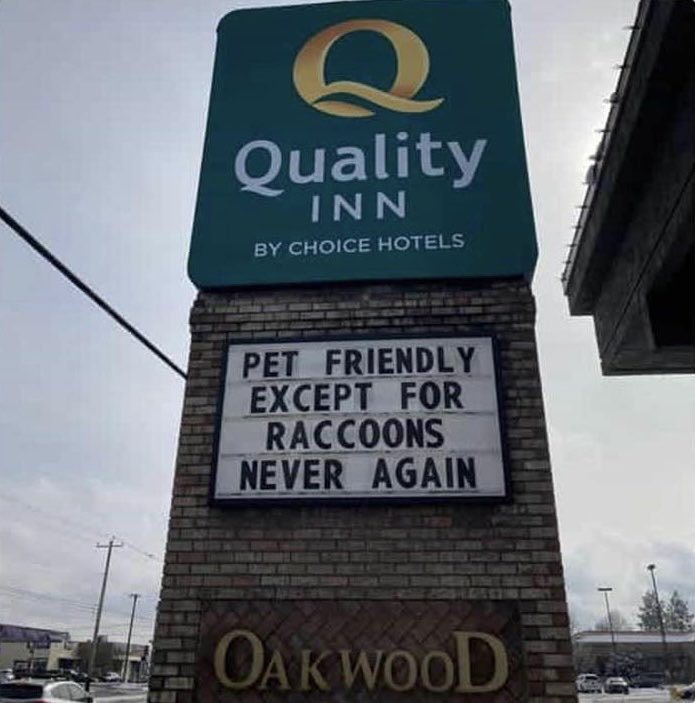 Quality
INN
BY CHOICE HOTELS
PET FRIENDLY
EXCEPT FOR
RACCOONS
NEVER AGAIN
OAKWOOD